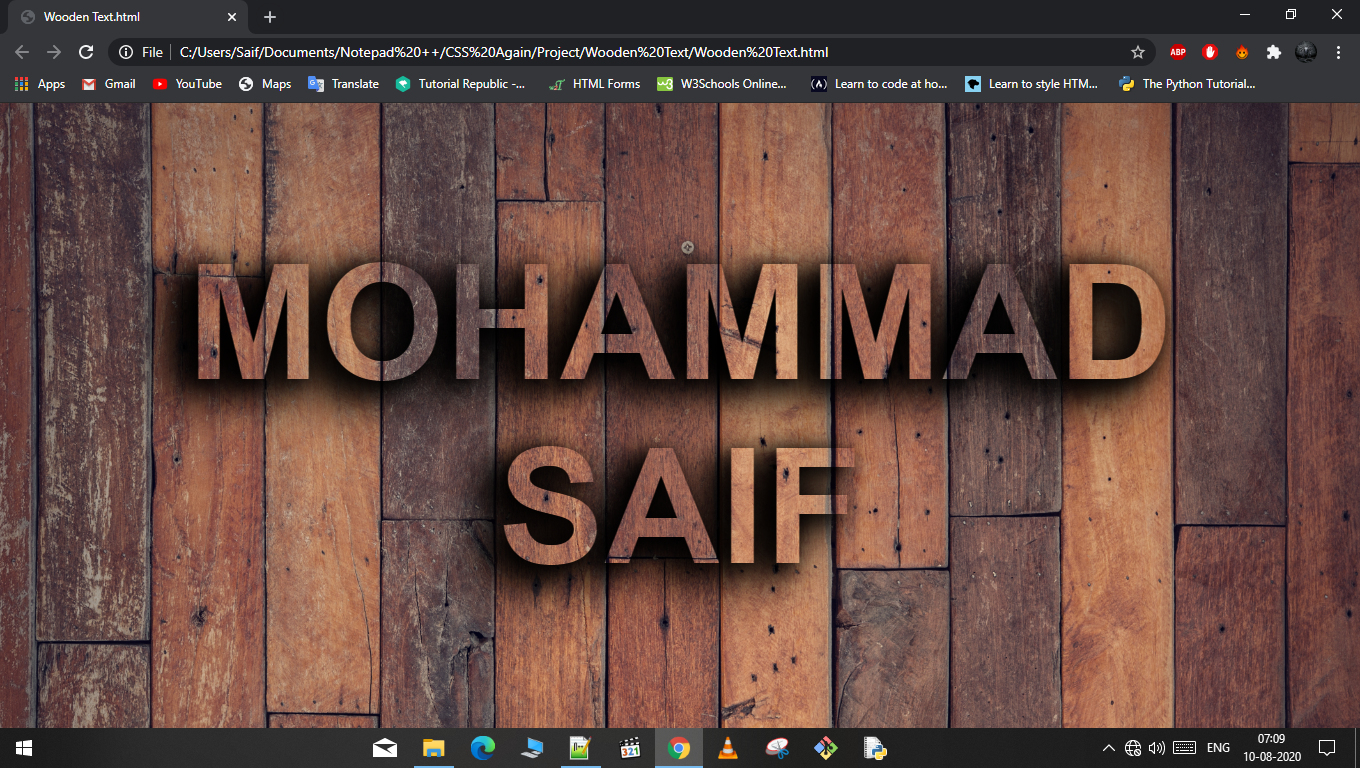 Wooden Text.html
File
C:/Users/Saif/Documents/Notepad%20++/CSS%20Again/Project/Wooden%20Text/Wooden%20Text.html
ABP
Apps Gmail YouTube Maps Translate Tutorial Republic -... HTML Forms W3Schools Online... Learn to code at ho... Learn to style HTM... The Python Tutorial...
MOHAMMAD
SAIF
321
ENG
07:09
10-08-2020